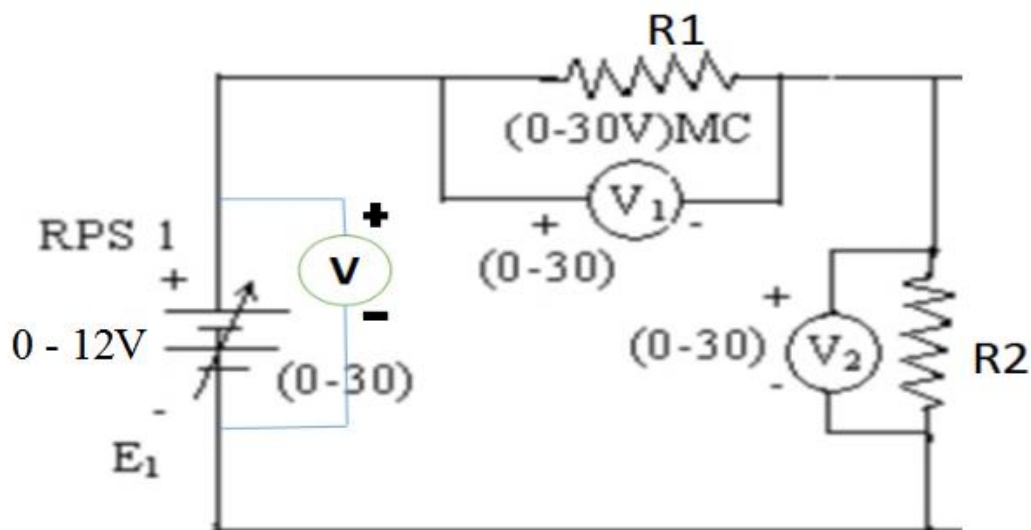 R1
(0-30V)MC
V1
+ -
(0-30)
RPS 1
+
+
V
-
0 - 12V
(0-30)
-
E1
+
(0-30)
V2
-
R2